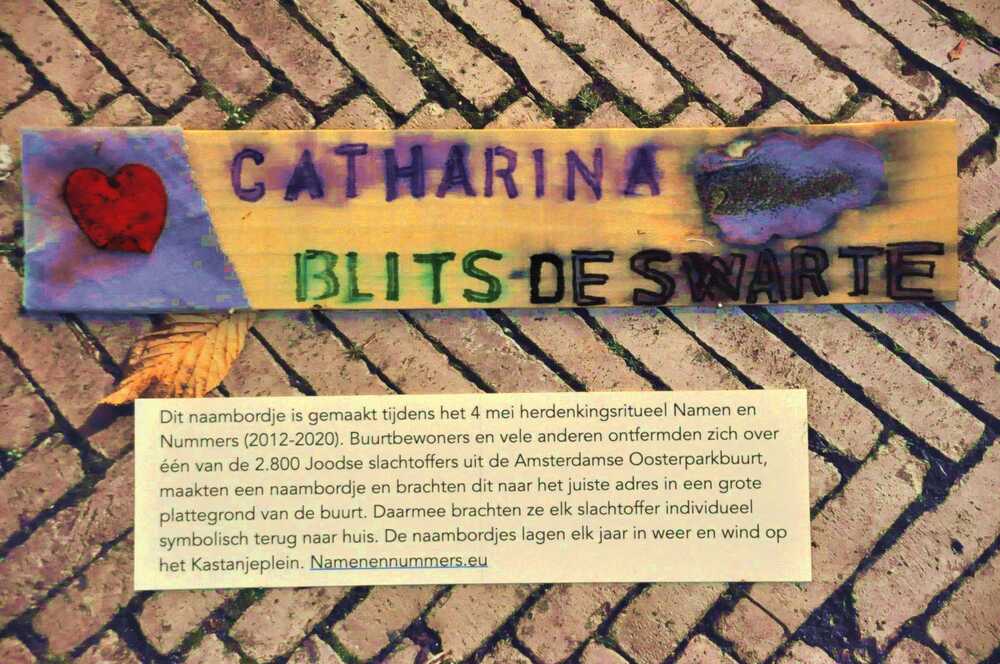 CATHARINA
BLITS DE SWARTE
Dit naambordje is gemaakt tijdens het 4 mei herdenkingsritueel Namen en
Nummers (2012-2020). Buurtbewoners en vele anderen ontfermden zich over
één van de 2.800 Joodse slachtoffers uit de Amsterdamse Oosterparkbuurt,
maakten een naambordje en brachten dit naar het juiste adres in een grote
plattegrond van de buurt. Daarmee brachten ze elk slachtoffer individueel
symbolisch terug naar huis. De naambordjes lagen elk jaar in weer en wind op
het Kastanjeplein. Namenennummers.eu